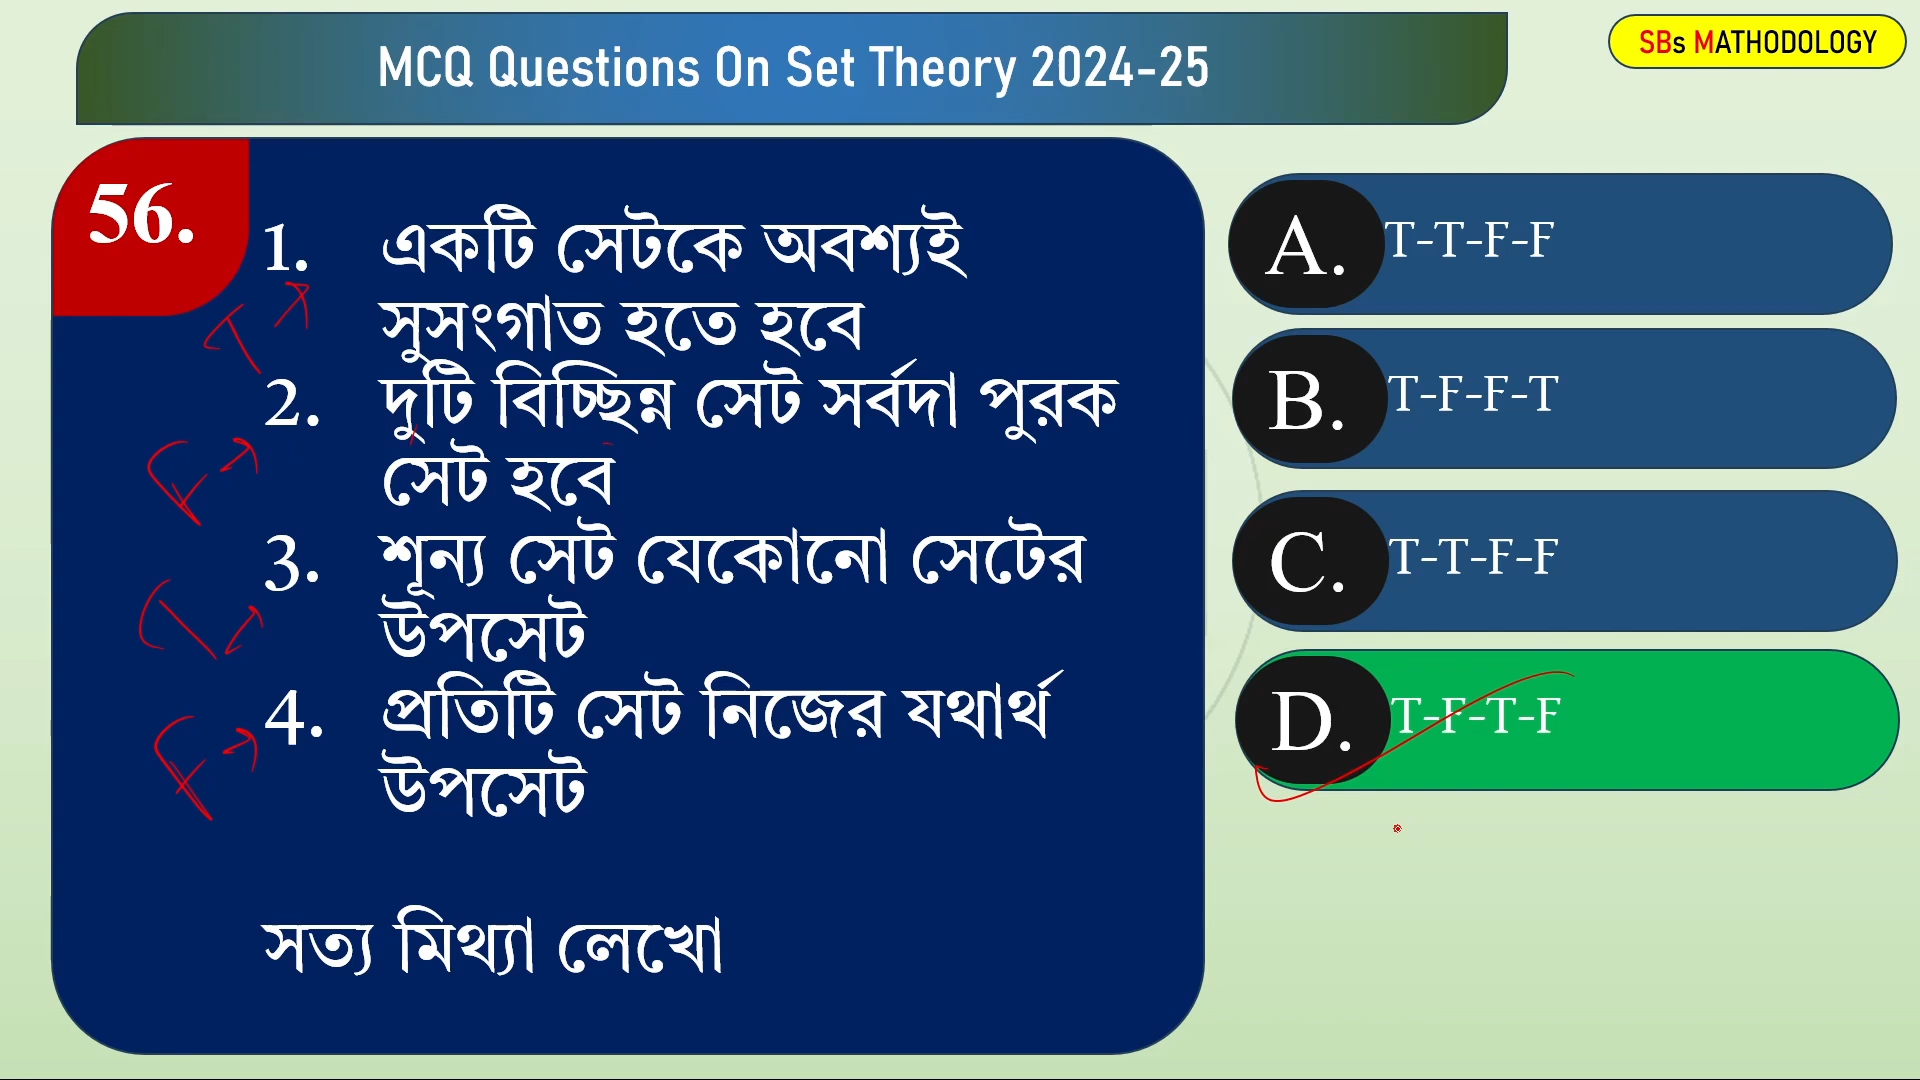 MCQ Questions On Set Theory 2024-25
SBs MATHODOLOGY
56.
1. একটি সেটকে অবশ্যই
সুসংগাত হতে হবে
2. দুটি বিচ্ছিন্ন সেট সর্বদা পুরক
সেট হবে
3. শূন্য সেট যেকোনো সেটের
উপসেট
4. প্রতিটি সেট নিজের যথার্থ
উপসেট
সত্য মিথ্যা লেখো
T
F
T
F
A. T-T-F-F
B. T-F-F-T
C. T-T-F-F
D. T-F-T-F